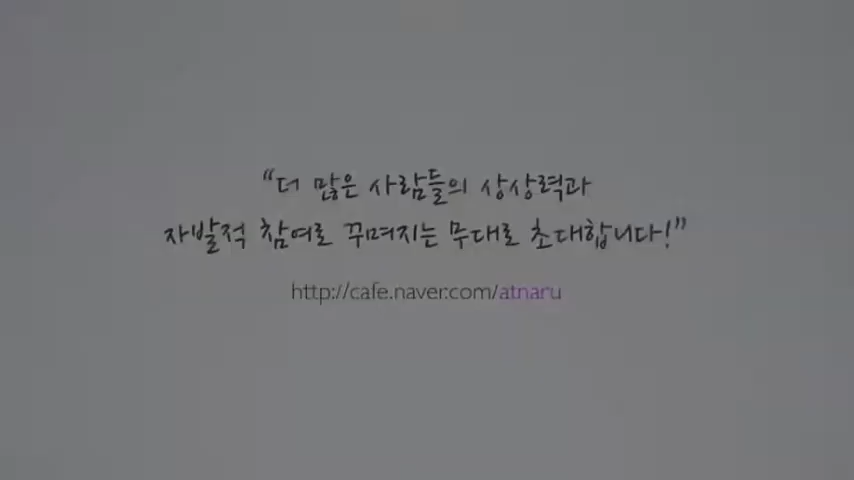 “더 많은 사람들의 상상력과
자발적 참여로 꾸며지는 무대로 초대합니다!”
http://cafe.naver.com/atnaru